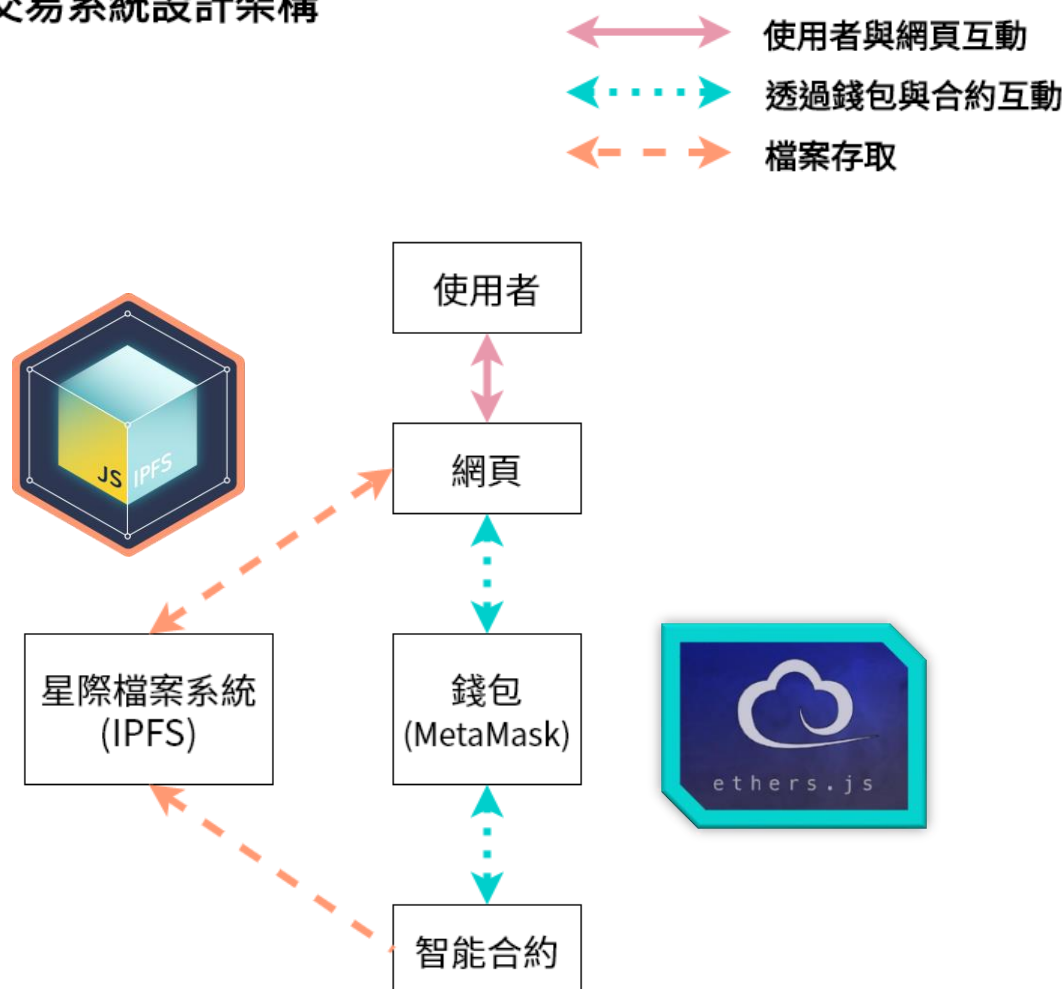 交易系統設計架構
使用者與網頁互動
透過錢包與合約互動
檔案存取
使用者
JS IPFS
網頁
星際檔案系統
(IPFS)
錢包
(MetaMask)
ethers.js
智能合約